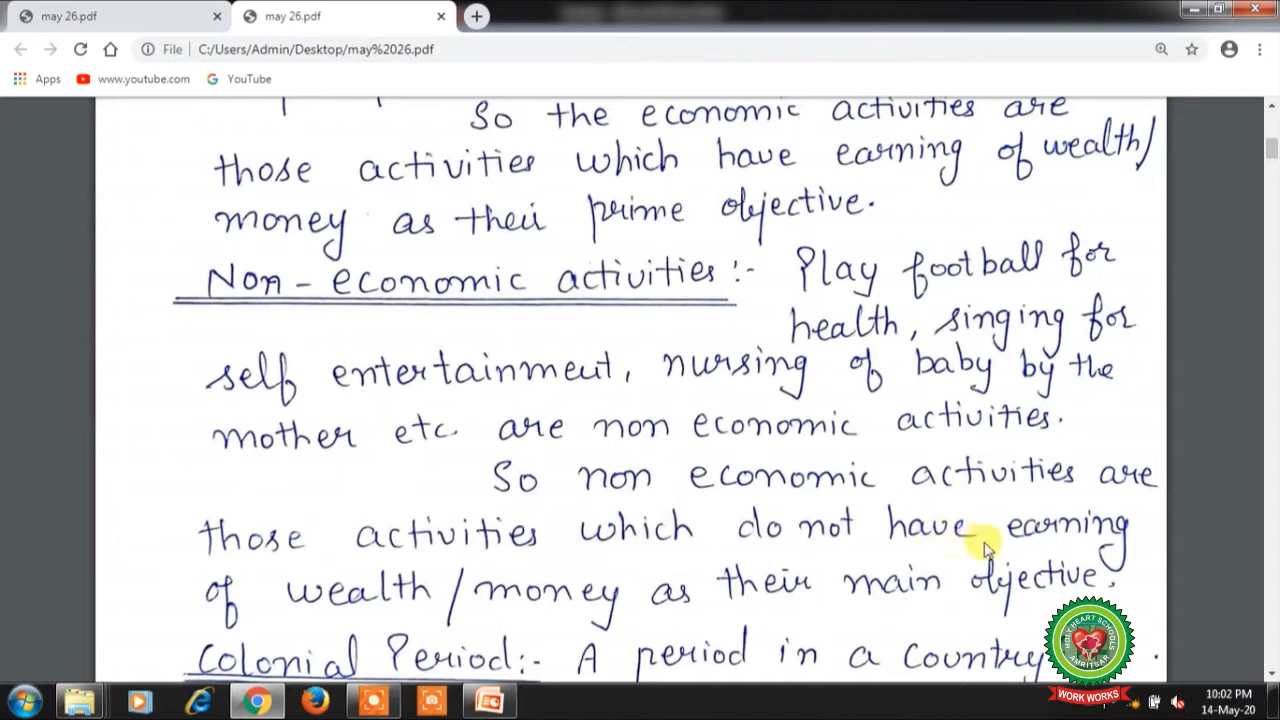 may 26.pdf
may 26.pdf
File C:/Users/Admin/Desktop/may%2026.pdf
Apps www.youtube.com YouTube
So the economic activities are
those activities which have earning of wealth/
money as their prime objective.
Non-economic activities:- Play football for
health, singing for
self entertainment, nursing of baby by the
mother etc. are non economic activities.
So non economic activities are
those activities which do not have earning
of wealth/money as their main objective.
Colonial Period:- A period in a country
HOLY HEART SCHOOLS
AMRITSAR
WORK WORKS
10:02 PM
14-May-20